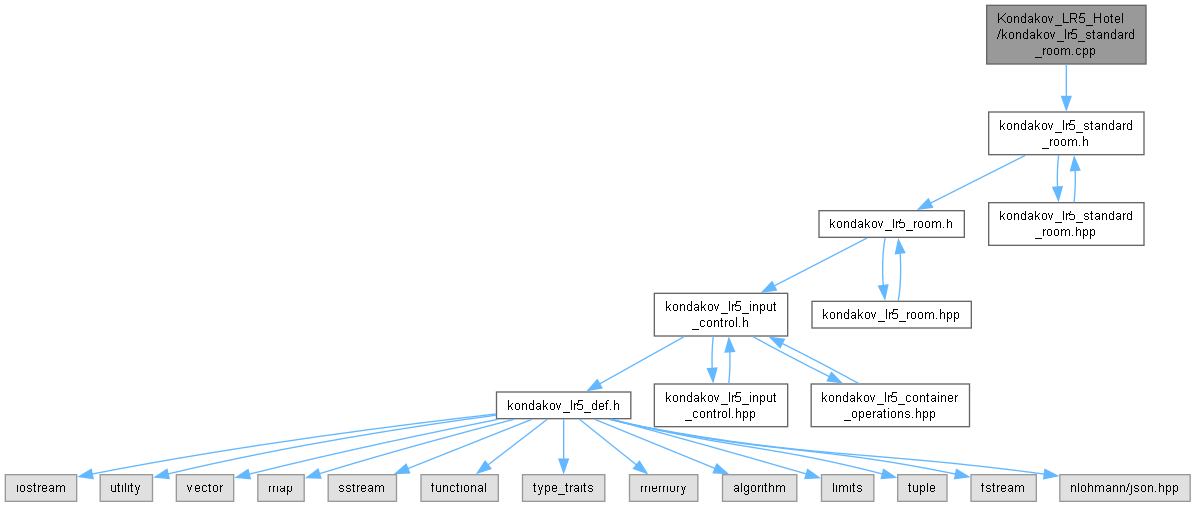 Kondakov_LR5_Hotel
/kondakov_lr5_standard
_room.cpp
kondakov_lr5_standard
_room.h
kondakov_lr5_room.h
kondakov_lr5_standard
_room.hpp
kondakov_lr5_input
_control.h
kondakov_lr5_room.hpp
kondakov_lr5_def.h
kondakov_lr5_input
_control.hpp
kondakov_lr5_container
_operations.hpp
iostream
utility
vector
map
sstream
functional
type_traits
memory
algorithm
limits
tuple
fstream
nlohmann/json.hpp